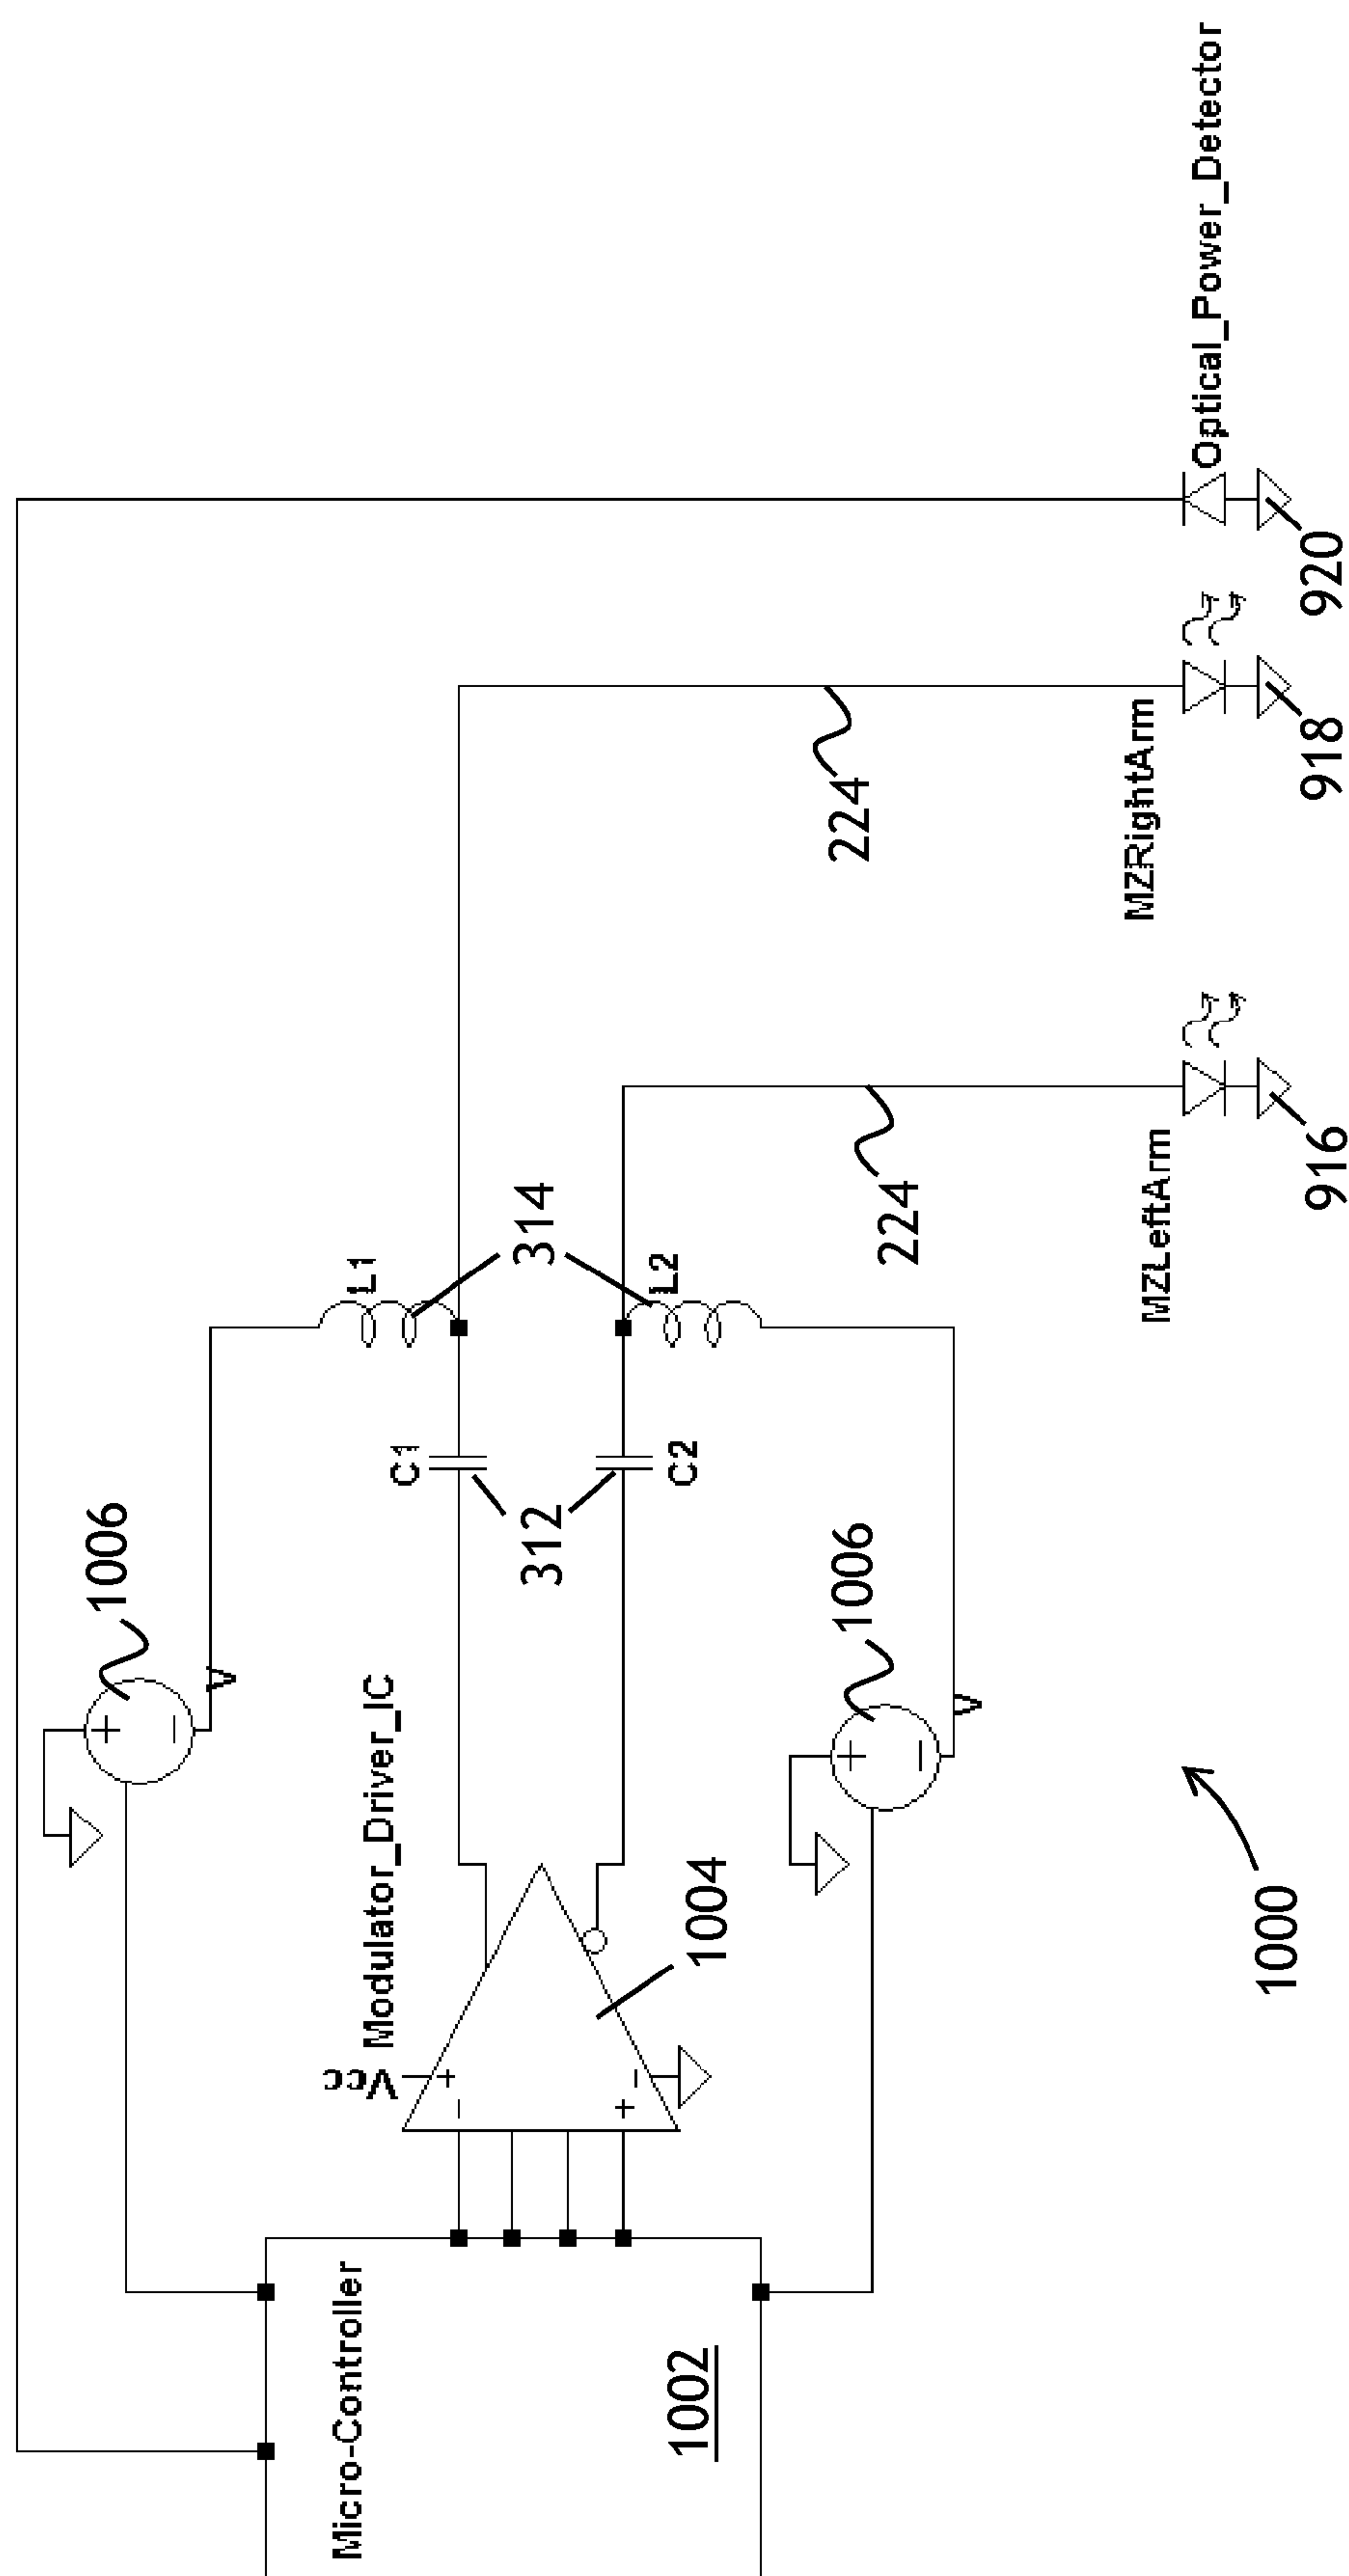 Micro-Controller
1002
Vcc
Modulator_Driver_IC
- +
+ -
1004
+
-
V
1006
+
-
V
1006
C1
312
C2
L1
314
L2
224
224
MZLeftArm
916
MZRightArm
918
Optical_Power_Detector
920
1000